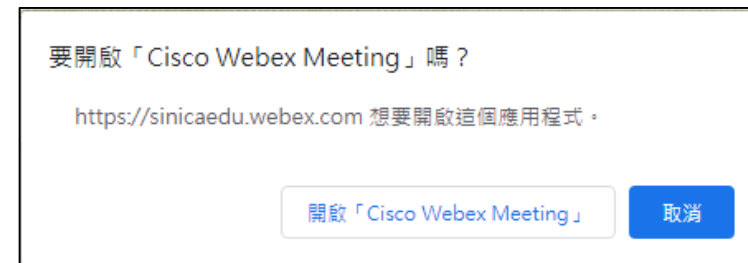 要開啟「Cisco Webex Meeting」嗎？
https://sinicaedu.webex.com 想要開啟這個應用程式。
開啟「Cisco Webex Meeting」
取消